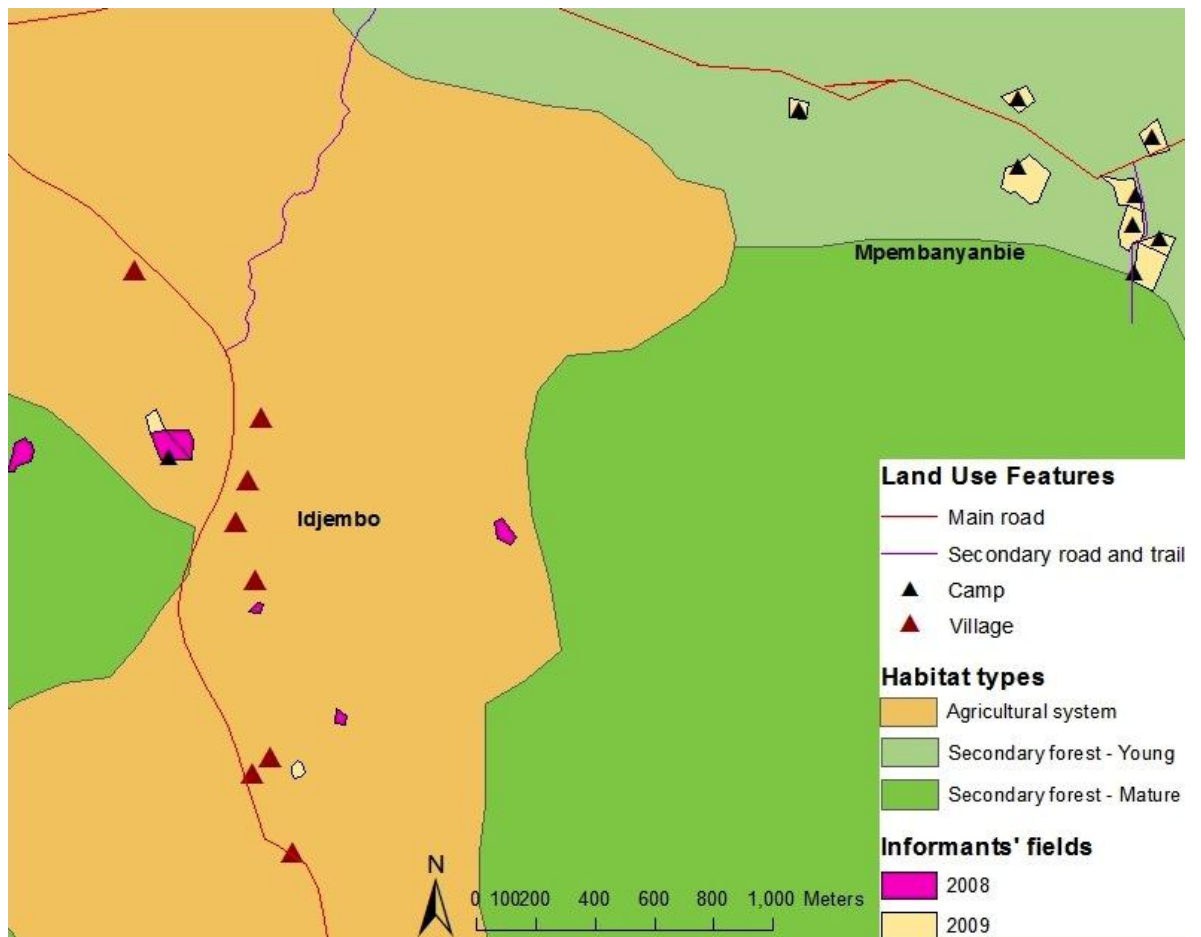 Mpembanyanbie
Idjembo
Land Use Features
Main road
Secondary road and trail
Camp
Village
Habitat types
Agricultural system
Secondary forest - Young
Secondary forest - Mature
Informants' fields
2008
2009
N
0 100200 400 600 800 1,000 Meters